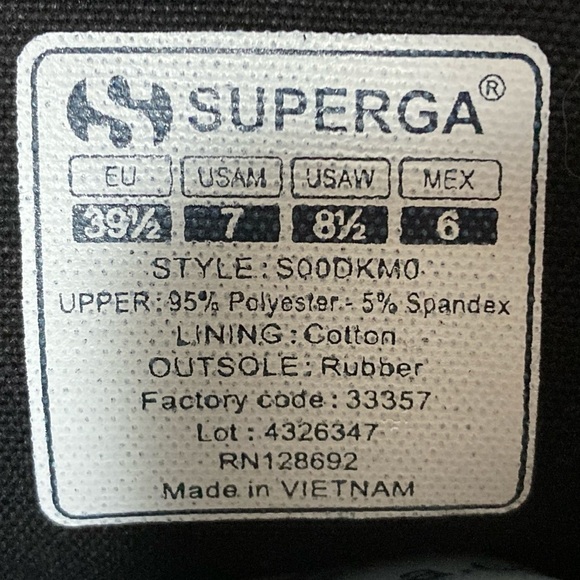 SUPERGA®
EU USAM USAW MEX
39½ 7 8½ 6
STYLE: S00DKM0
UPPER: 95% Polyester - 5% Spandex
LINING: Cotton
OUTSOLE: Rubber
Factory code: 33357
Lot: 4326347
RN128692
Made in VIETNAM